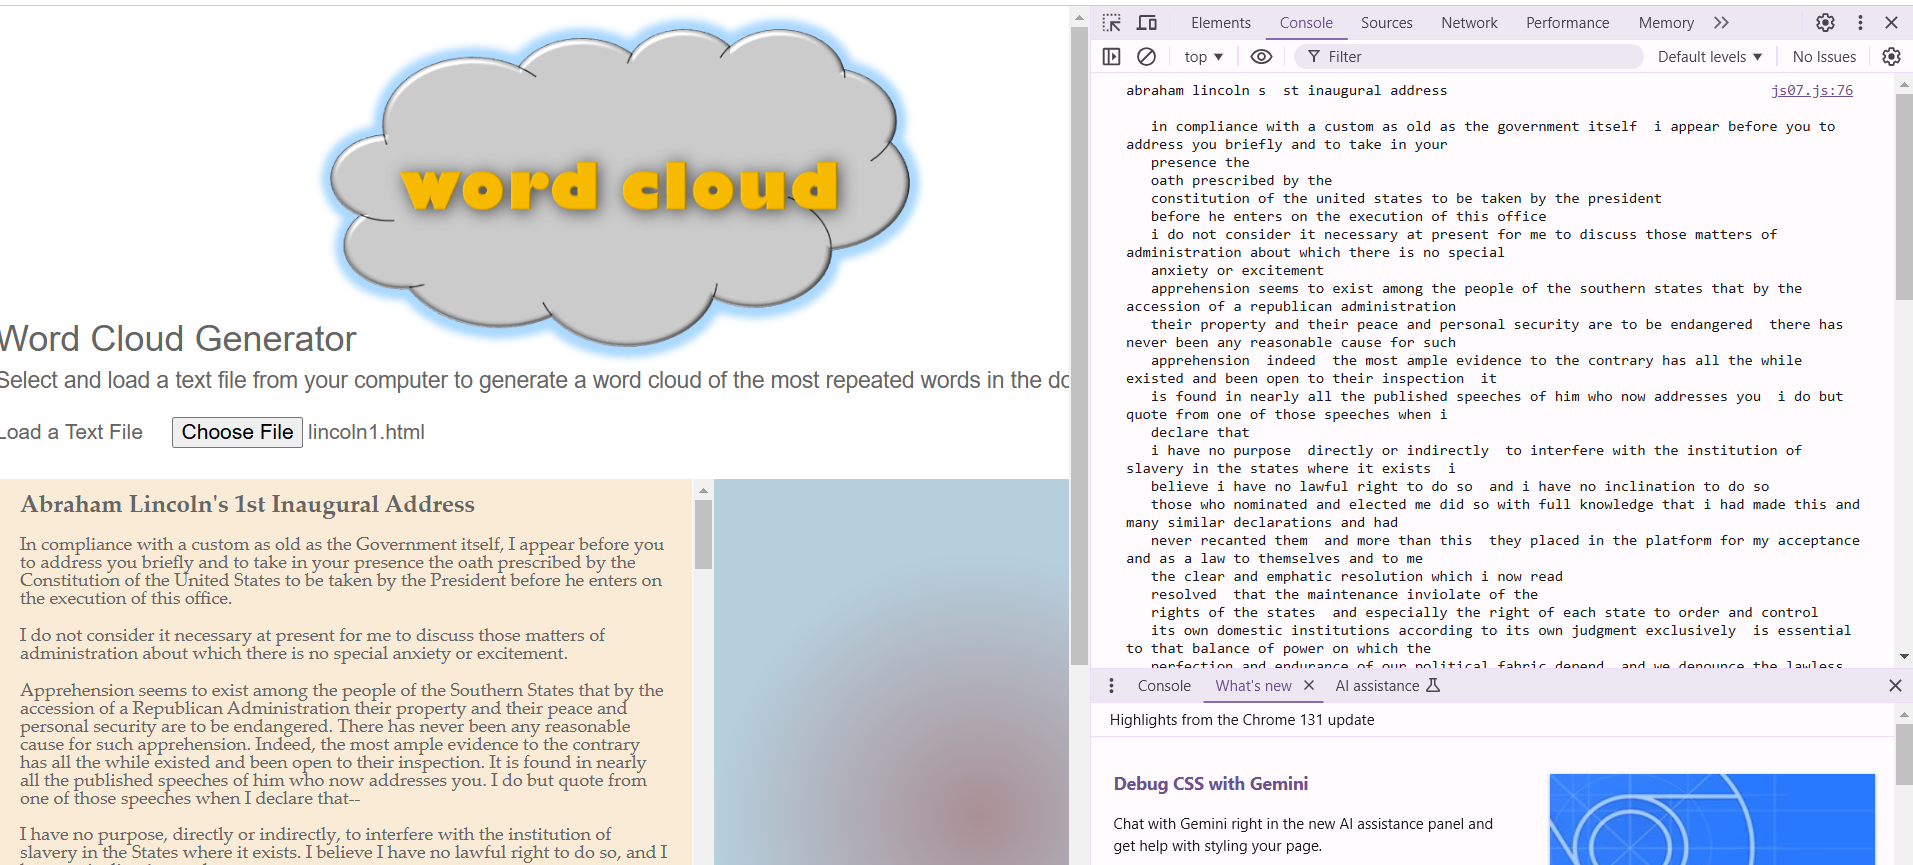 word cloud
Word Cloud Generator
Select and load a text file from your computer to generate a word cloud of the most repeated words in the do
Load a Text File Choose File lincoln1.html
Abraham Lincoln's 1st Inaugural Address
In compliance with a custom as old as the Government itself, I appear before you
to address you briefly and to take in your presence the oath prescribed by the
Constitution of the United States to be taken by the President before he enters on
the execution of this office.
I do not consider it necessary at present for me to discuss those matters of
administration about which there is no special anxiety or excitement.
Apprehension seems to exist among the people of the Southern States that by the
accession of a Republican Administration their property and their peace and
personal security are to be endangered. There has never been any reasonable
cause for such apprehension. Indeed, the most ample evidence to the contrary
has all the while existed and been open to their inspection. It is found in nearly
all the published speeches of him who now addresses you. I do but quote from
one of those speeches when I declare that--
I have no purpose, directly or indirectly, to interfere with the institution of
slavery in the States where it exists. I believe I have no lawful right to do so, and I
Elements Console Sources Network Performance Memory
top Filter Default levels No Issues
abraham lincoln s  st inaugural address js07.js:76
in compliance with a custom as old as the government itself  i appear before you to
address you briefly and to take in your
presence the
oath prescribed by the
constitution of the united states to be taken by the president
before he enters on the execution of this office
i do not consider it necessary at present for me to discuss those matters of
administration about which there is no special
anxiety or excitement
apprehension seems to exist among the people of the southern states that by the
accession of a republican administration
their property and their peace and personal security are to be endangered  there has
never been any reasonable cause for such
apprehension  indeed  the most ample evidence to the contrary has all the while
existed and been open to their inspection  it
is found in nearly all the published speeches of him who now addresses you  i do but
quote from one of those speeches when i
declare that
i have no purpose  directly or indirectly  to interfere with the institution of
slavery in the states where it exists  i
believe i have no lawful right to do so  and i have no inclination to do so
those who nominated and elected me did so with full knowledge that i had made this and
many similar declarations and had
never recanted them  and more than this  they placed in the platform for my acceptance
and as a law to themselves and to me
the clear and emphatic resolution which i now read
resolved  that the maintenance inviolate of the
rights of the states  and especially the right of each state to order and control
its own domestic institutions according to its own judgment exclusively  is essential
to that balance of power on which the
perfection and endurance of our political fabric depend  and we denounce the lawless
Console What's new AI assistance
Highlights from the Chrome 131 update
Debug CSS with Gemini
Chat with Gemini right in the new AI assistance panel and
get help with styling your page.